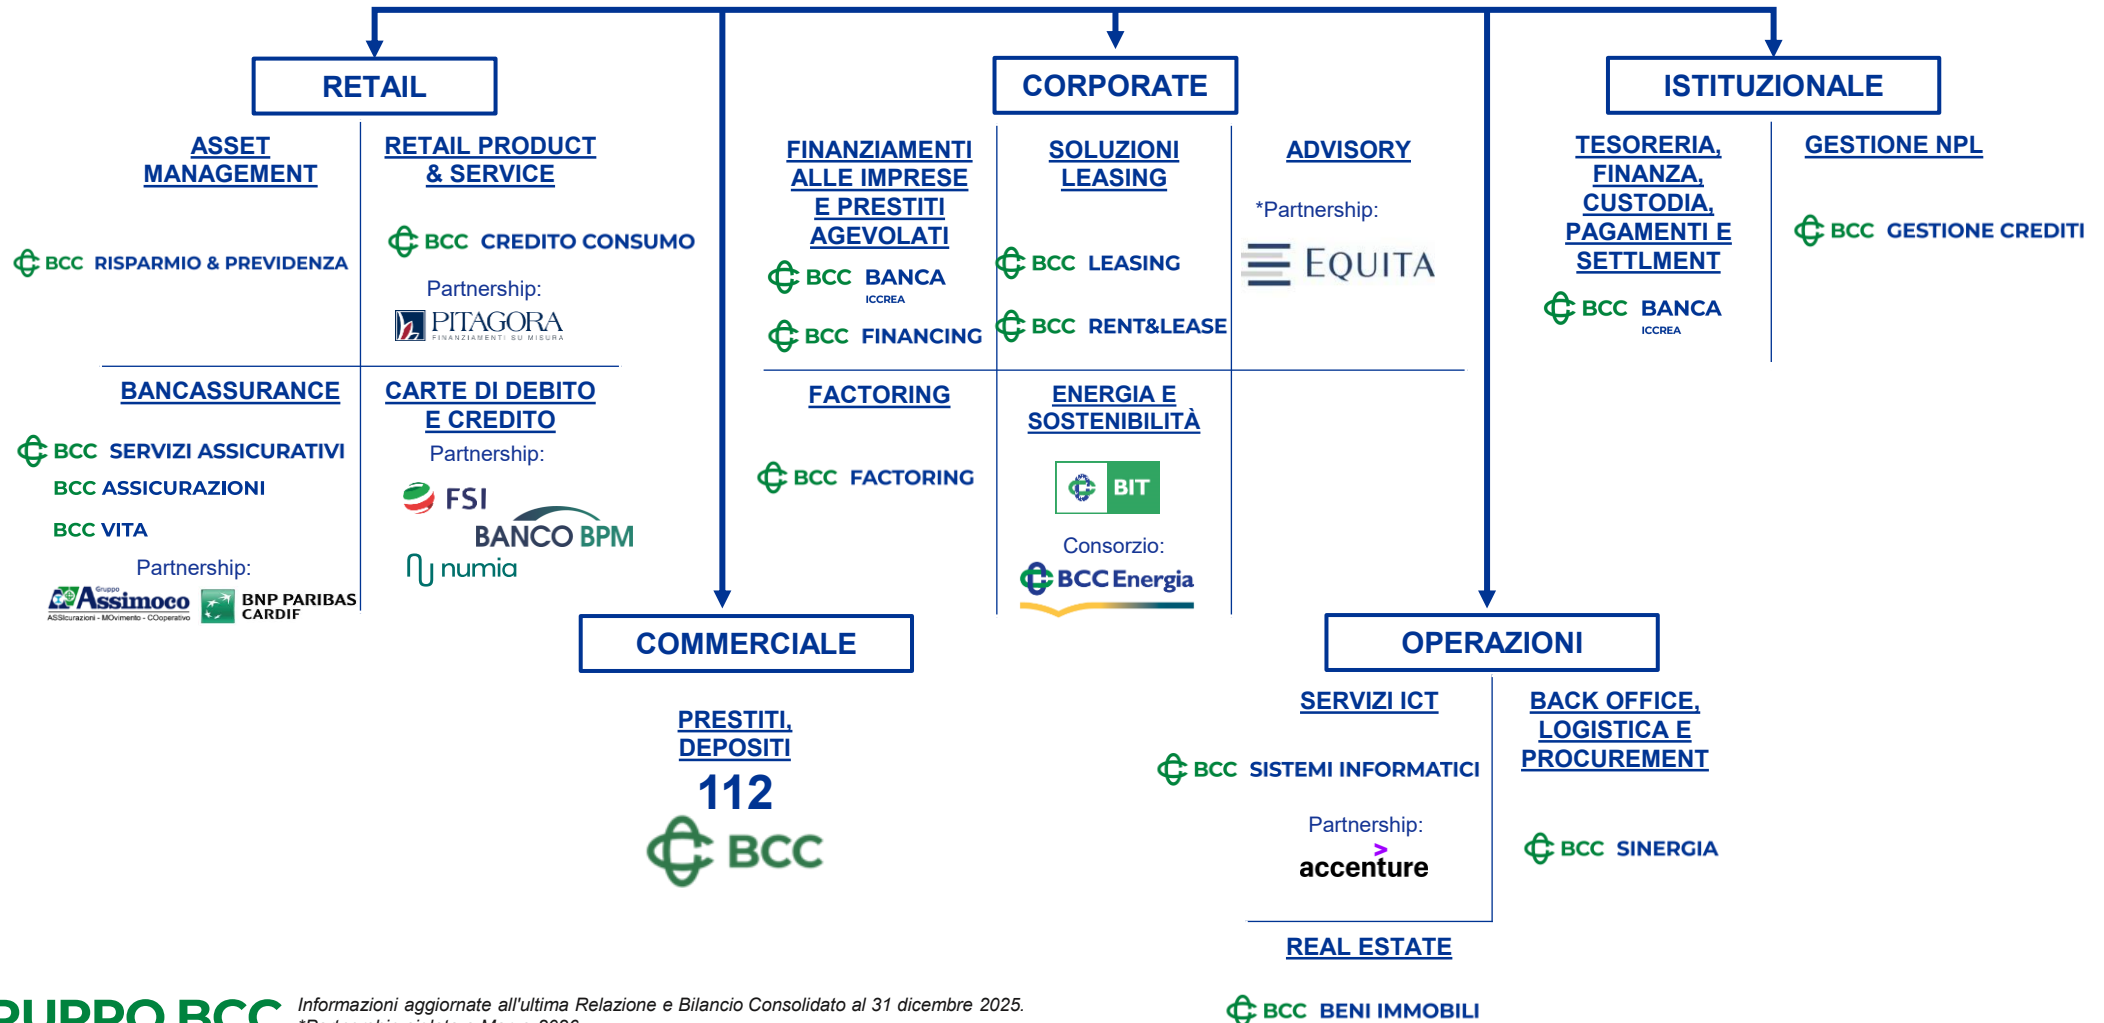 RETAIL
ASSET
MANAGEMENT
BCC RISPARMIO & PREVIDENZA
RETAIL PRODUCT
& SERVICE
BCC CREDITO CONSUMO
Partnership:
PITAGORA
FINANZIAMENTI SU MISURA
BANCASSURANCE
BCC SERVIZI ASSICURATIVI
BCC ASSICURAZIONI
BCC VITA
Partnership:
Gruppo
Assimoco
ASSIcurazioni - MOvimento - COoperativo
BNP PARIBAS
CARDIF
CARTE DI DEBITO
E CREDITO
Partnership:
FSI
BANCO BPM
numia
COMMERCIALE
PRESTITI,
DEPOSITI
112
BCC
CORPORATE
FINANZIAMENTI
ALLE IMPRESE
E PRESTITI
AGEVOLATI
BCC BANCA
ICCREA
BCC FINANCING
SOLUZIONI
LEASING
BCC LEASING
BCC RENT&LEASE
ADVISORY
*Partnership:
EQUITA
FACTORING
BCC FACTORING
ENERGIA E
SOSTENIBILITÀ
BIT
Consorzio:
BCC Energia
OPERAZIONI
SERVIZI ICT
BCC SISTEMI INFORMATICI
Partnership:
accenture
BACK OFFICE,
LOGISTICA E
PROCUREMENT
BCC SINERGIA
REAL ESTATE
BCC BENI IMMOBILI
ISTITUZIONALE
TESORERIA,
FINANZA,
CUSTODIA,
PAGAMENTI E
SETTLMENT
BCC BANCA
ICCREA
GESTIONE NPL
BCC GESTIONE CREDITI
BCC
Informazioni aggiornate all'ultima Relazione e Bilancio Consolidato al 31 dicembre 2025.